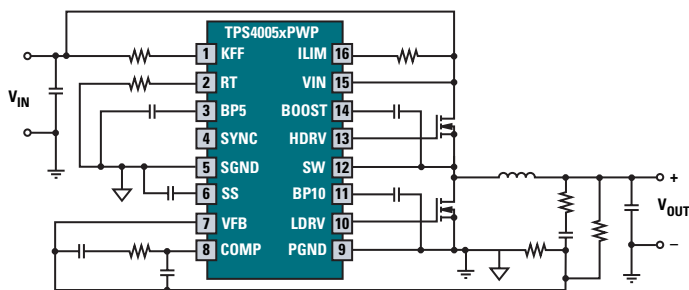 TPS4005xPWP
1 KFF ILIM 16
2 RT VIN 15
3 BP5 BOOST 14
4 SYNC HDRV 13
5 SGND SW 12
6 SS BP10 11
7 VFB LDRV 10
8 COMP PGND 9
VIN
+
VOUT
–